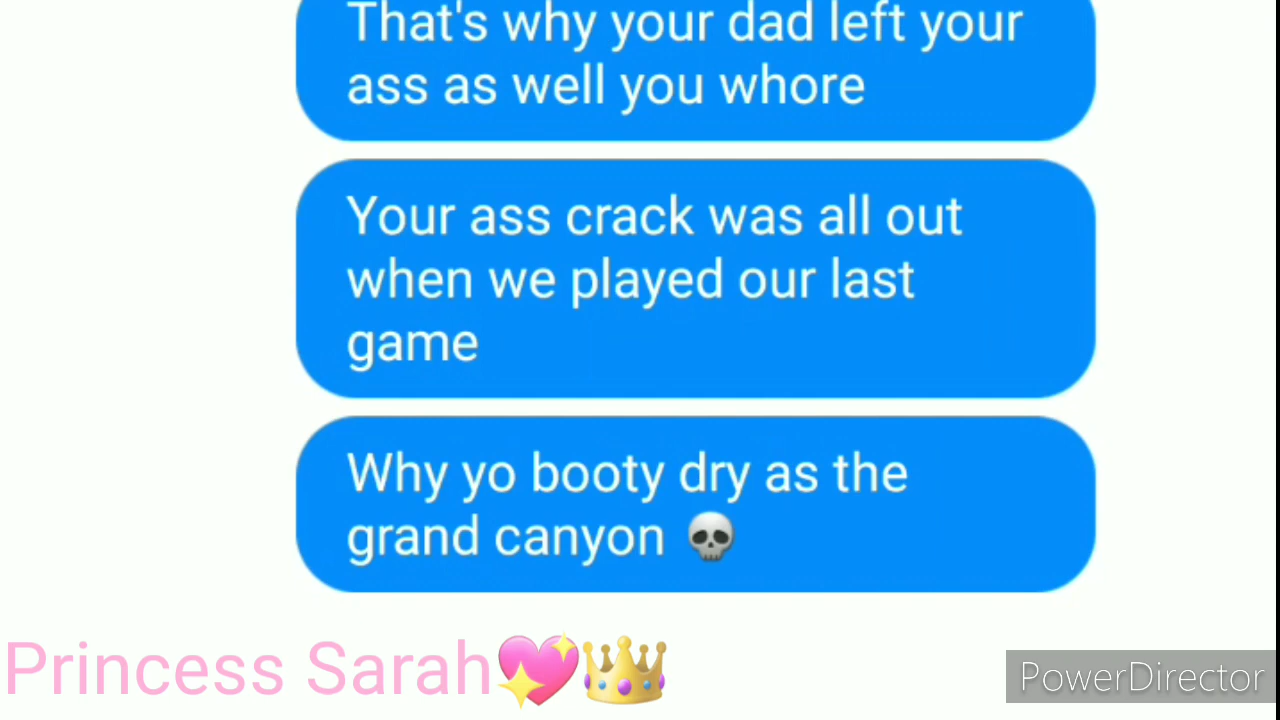 That's why your dad left your
ass as well you whore
Your ass crack was all out
when we played our last
game
Why yo booty dry as the
grand canyon 💀
Princess Sarah💖👑
PowerDirector